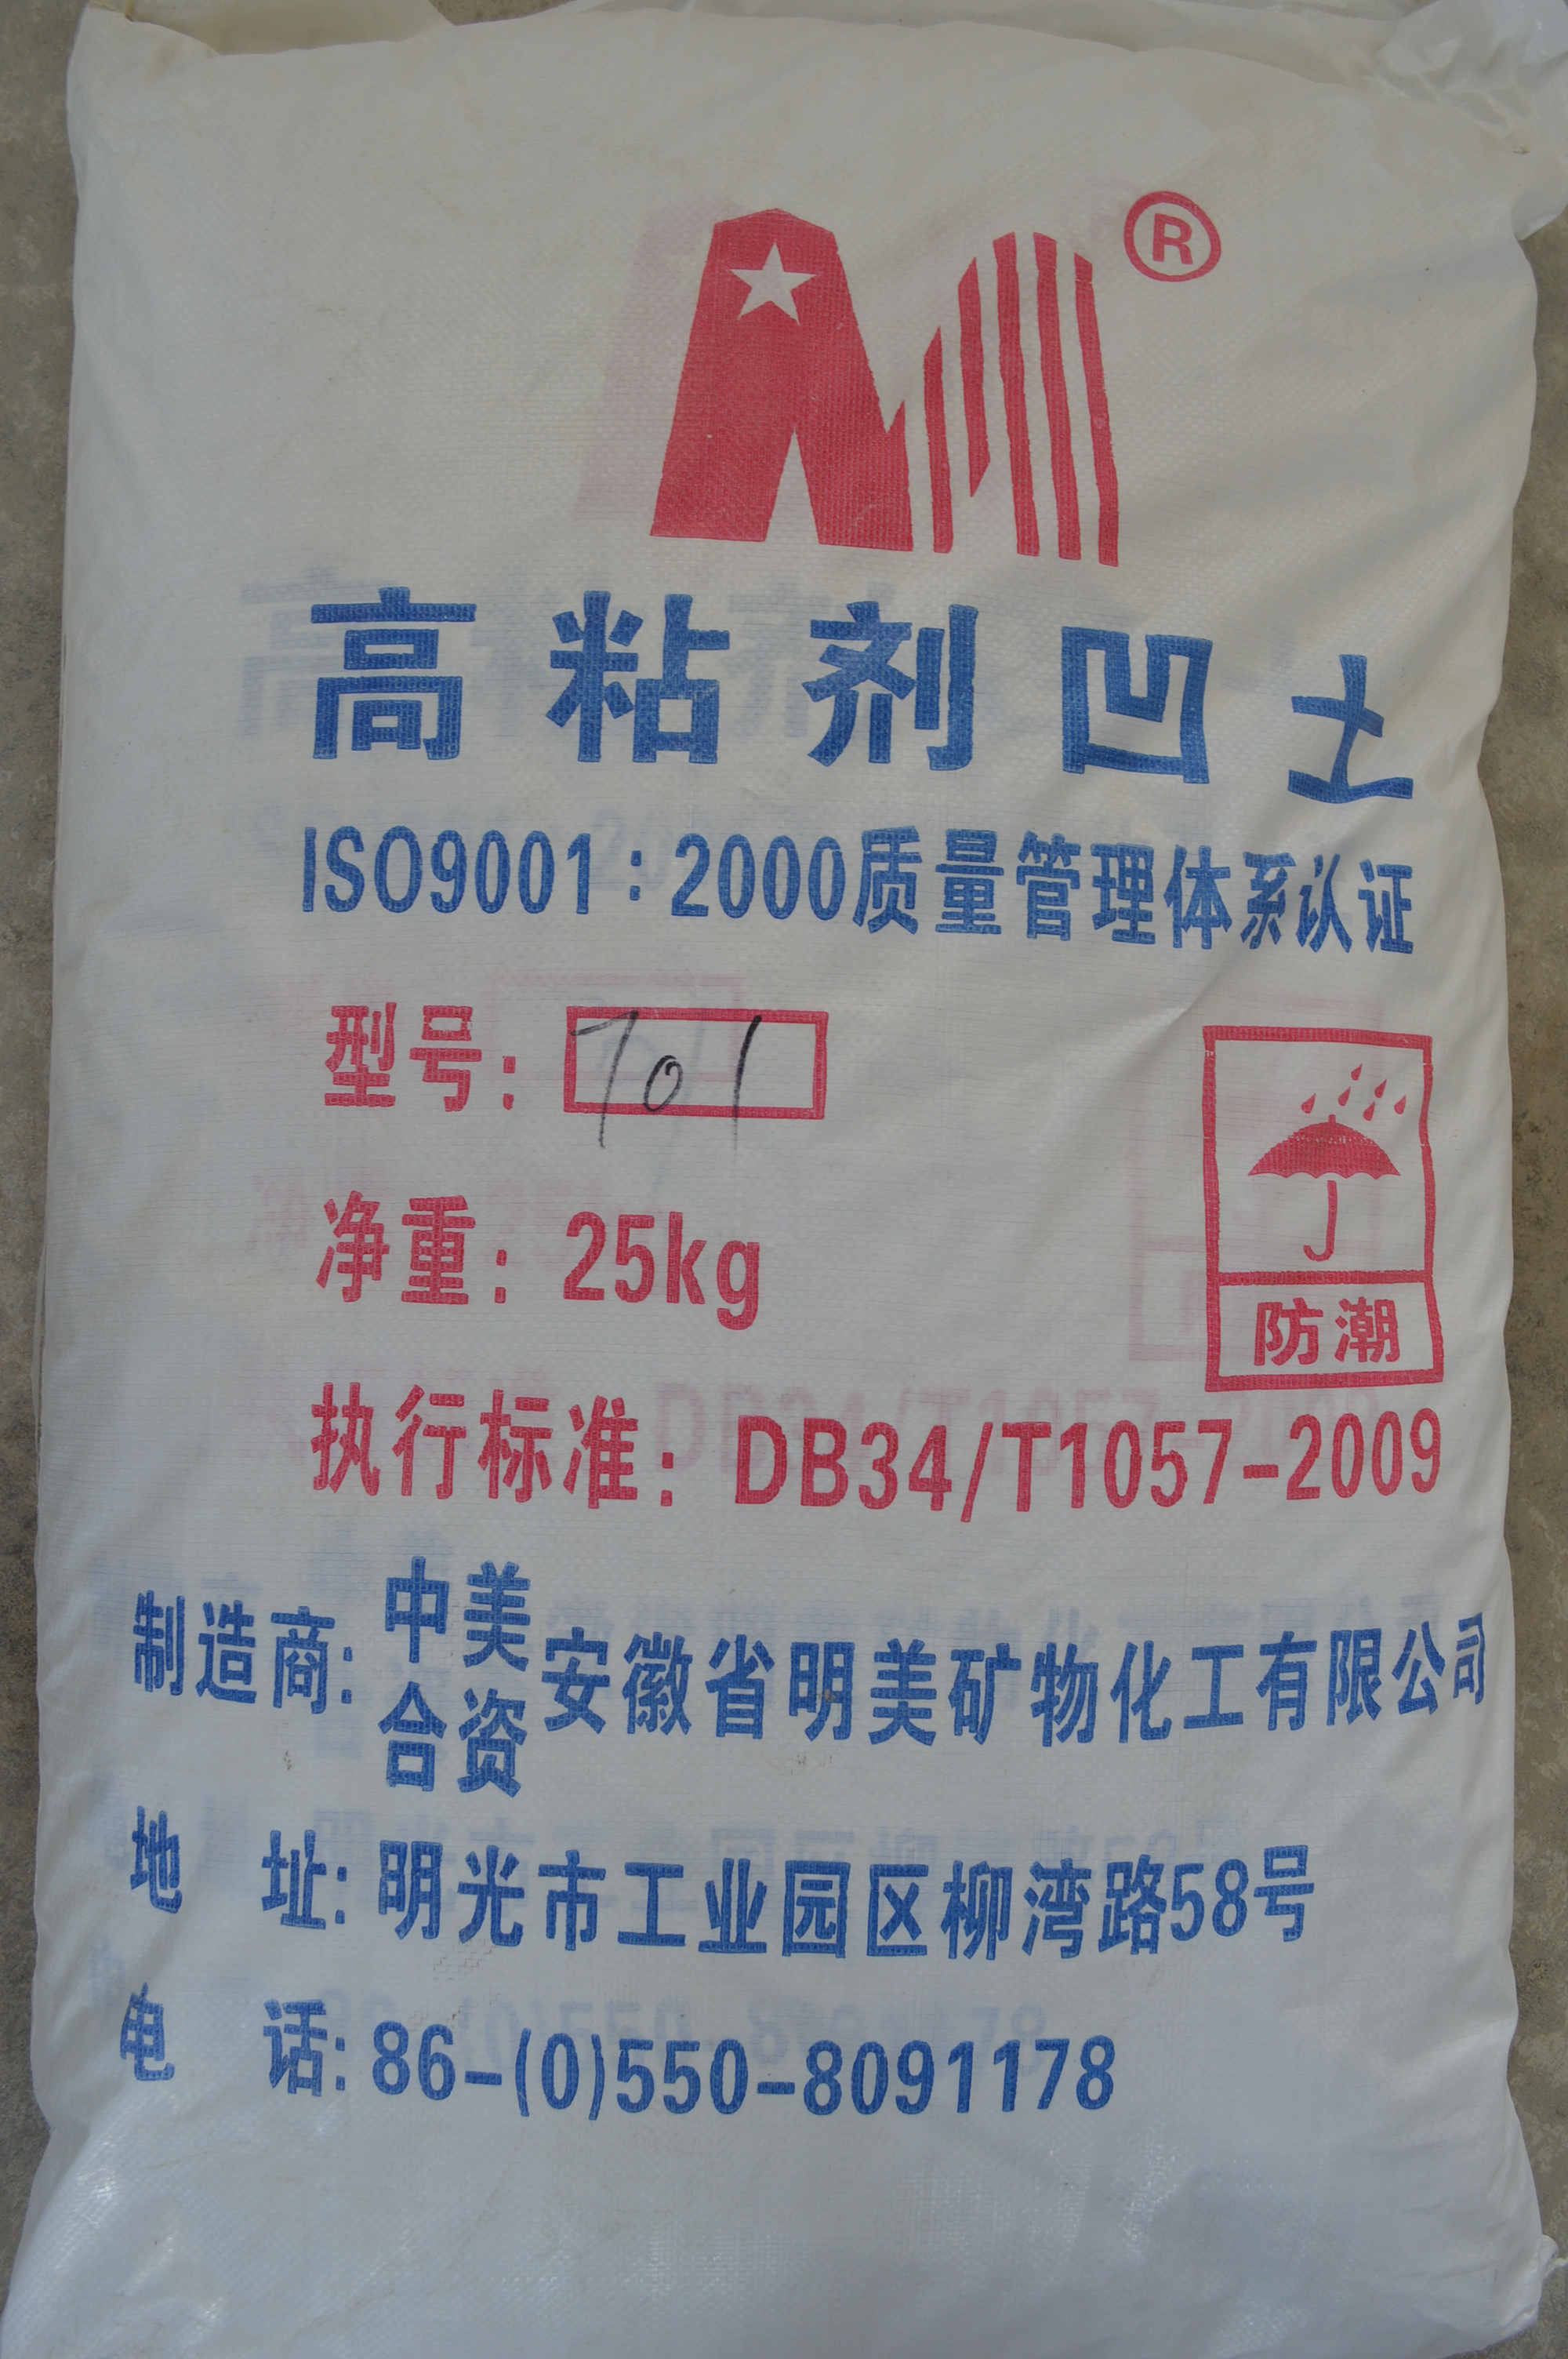 ®
高粘剂凹土
ISO9001:2000质量管理体系认证
型号: 701
净重: 25kg
防潮
执行标准: DB34/T1057-2009
制造商: 中美合资 安徽省明美矿物化工有限公司
地 址: 明光市工业园区柳湾路58号
电 话: 86-(0)550-8091178